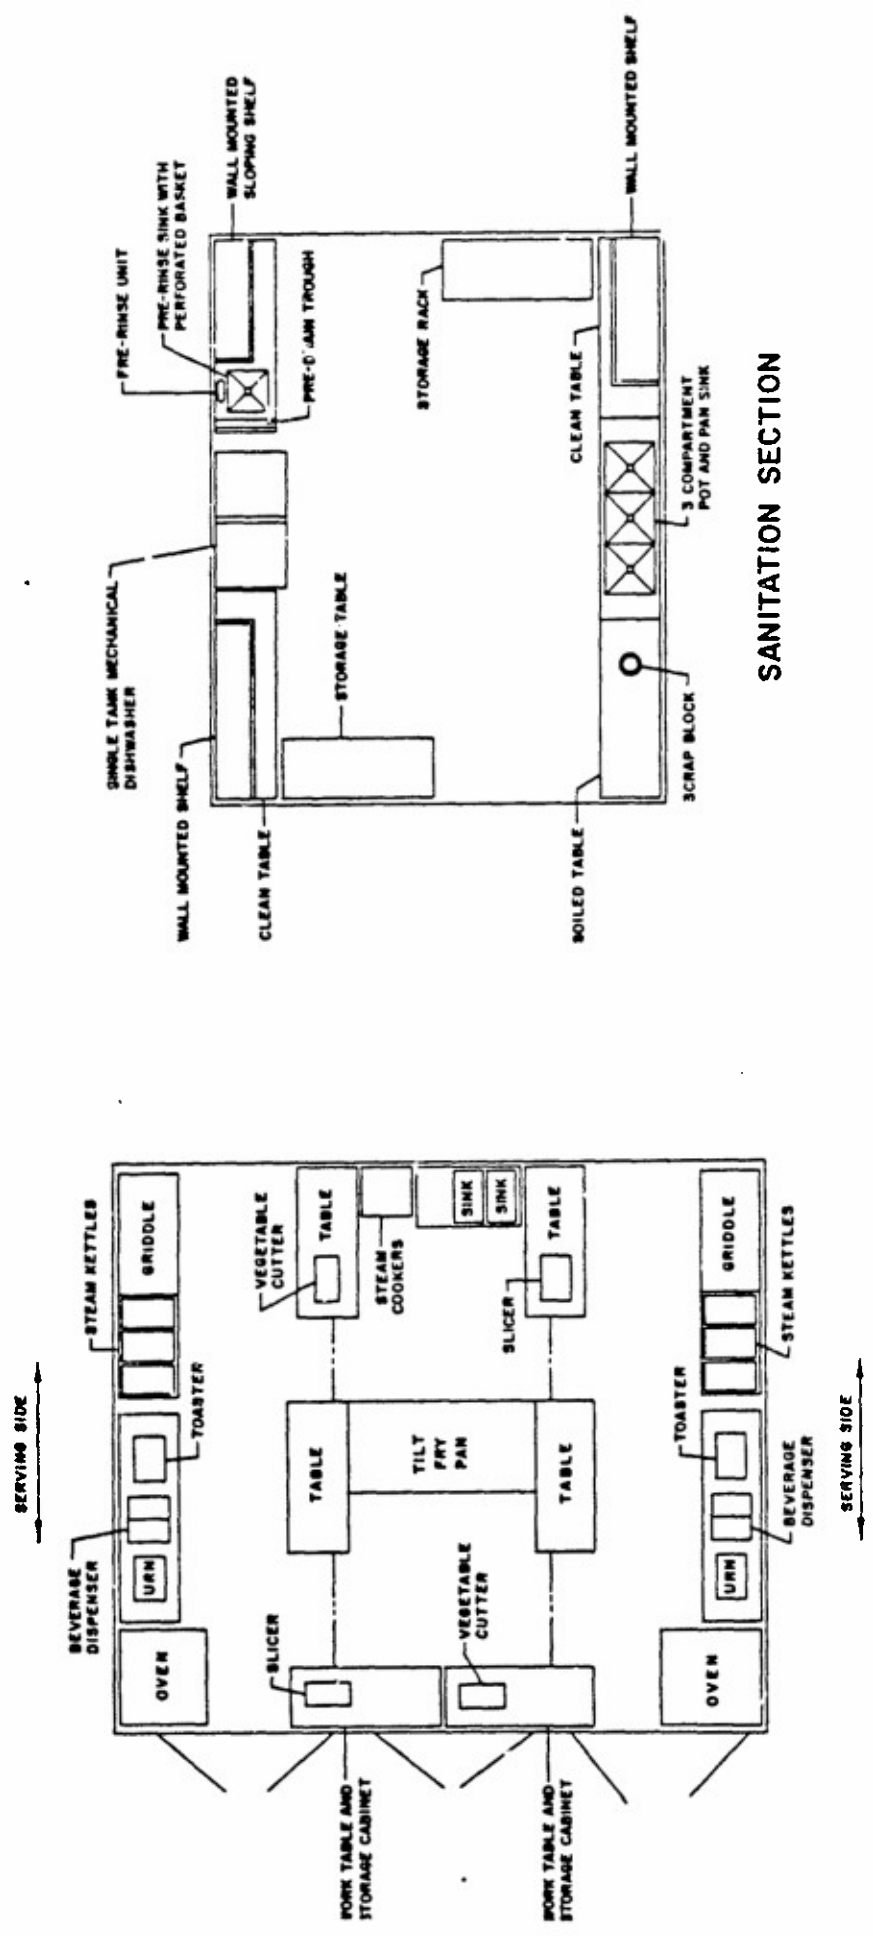 WALL MOUNTED
SLOPING SHELF
PRE-RINSE SINK WITH
PERFORATED BASKET
PRE-RINSE UNIT
PRE-DRAIN TROUGH
STORAGE RACK
WALL MOUNTED SHELF
CLEAN TABLE
3 COMPARTMENT
POT AND PAN SINK
SINGLE TANK MECHANICAL
DISHWASHER
STORAGE TABLE
WALL MOUNTED SHELF
CLEAN TABLE
SOILED TABLE
SCRAP BLOCK
SANITATION SECTION
SERVING SIDE
STEAM KETTLES
GRIDDLE
TOASTER
BEVERAGE
DISPENSER
URN
OVEN
VEGETABLE
CUTTER
TABLE
STEAM
COOKERS
SINK
SINK
TABLE
SLICER
TABLE
TILT
FRY
PAN
TABLE
SLICER
VEGETABLE
CUTTER
WORK TABLE AND
STORAGE CABINET
WORK TABLE AND
STORAGE CABINET
GRIDDLE
STEAM KETTLES
TOASTER
BEVERAGE
DISPENSER
URN
OVEN
SERVING SIDE